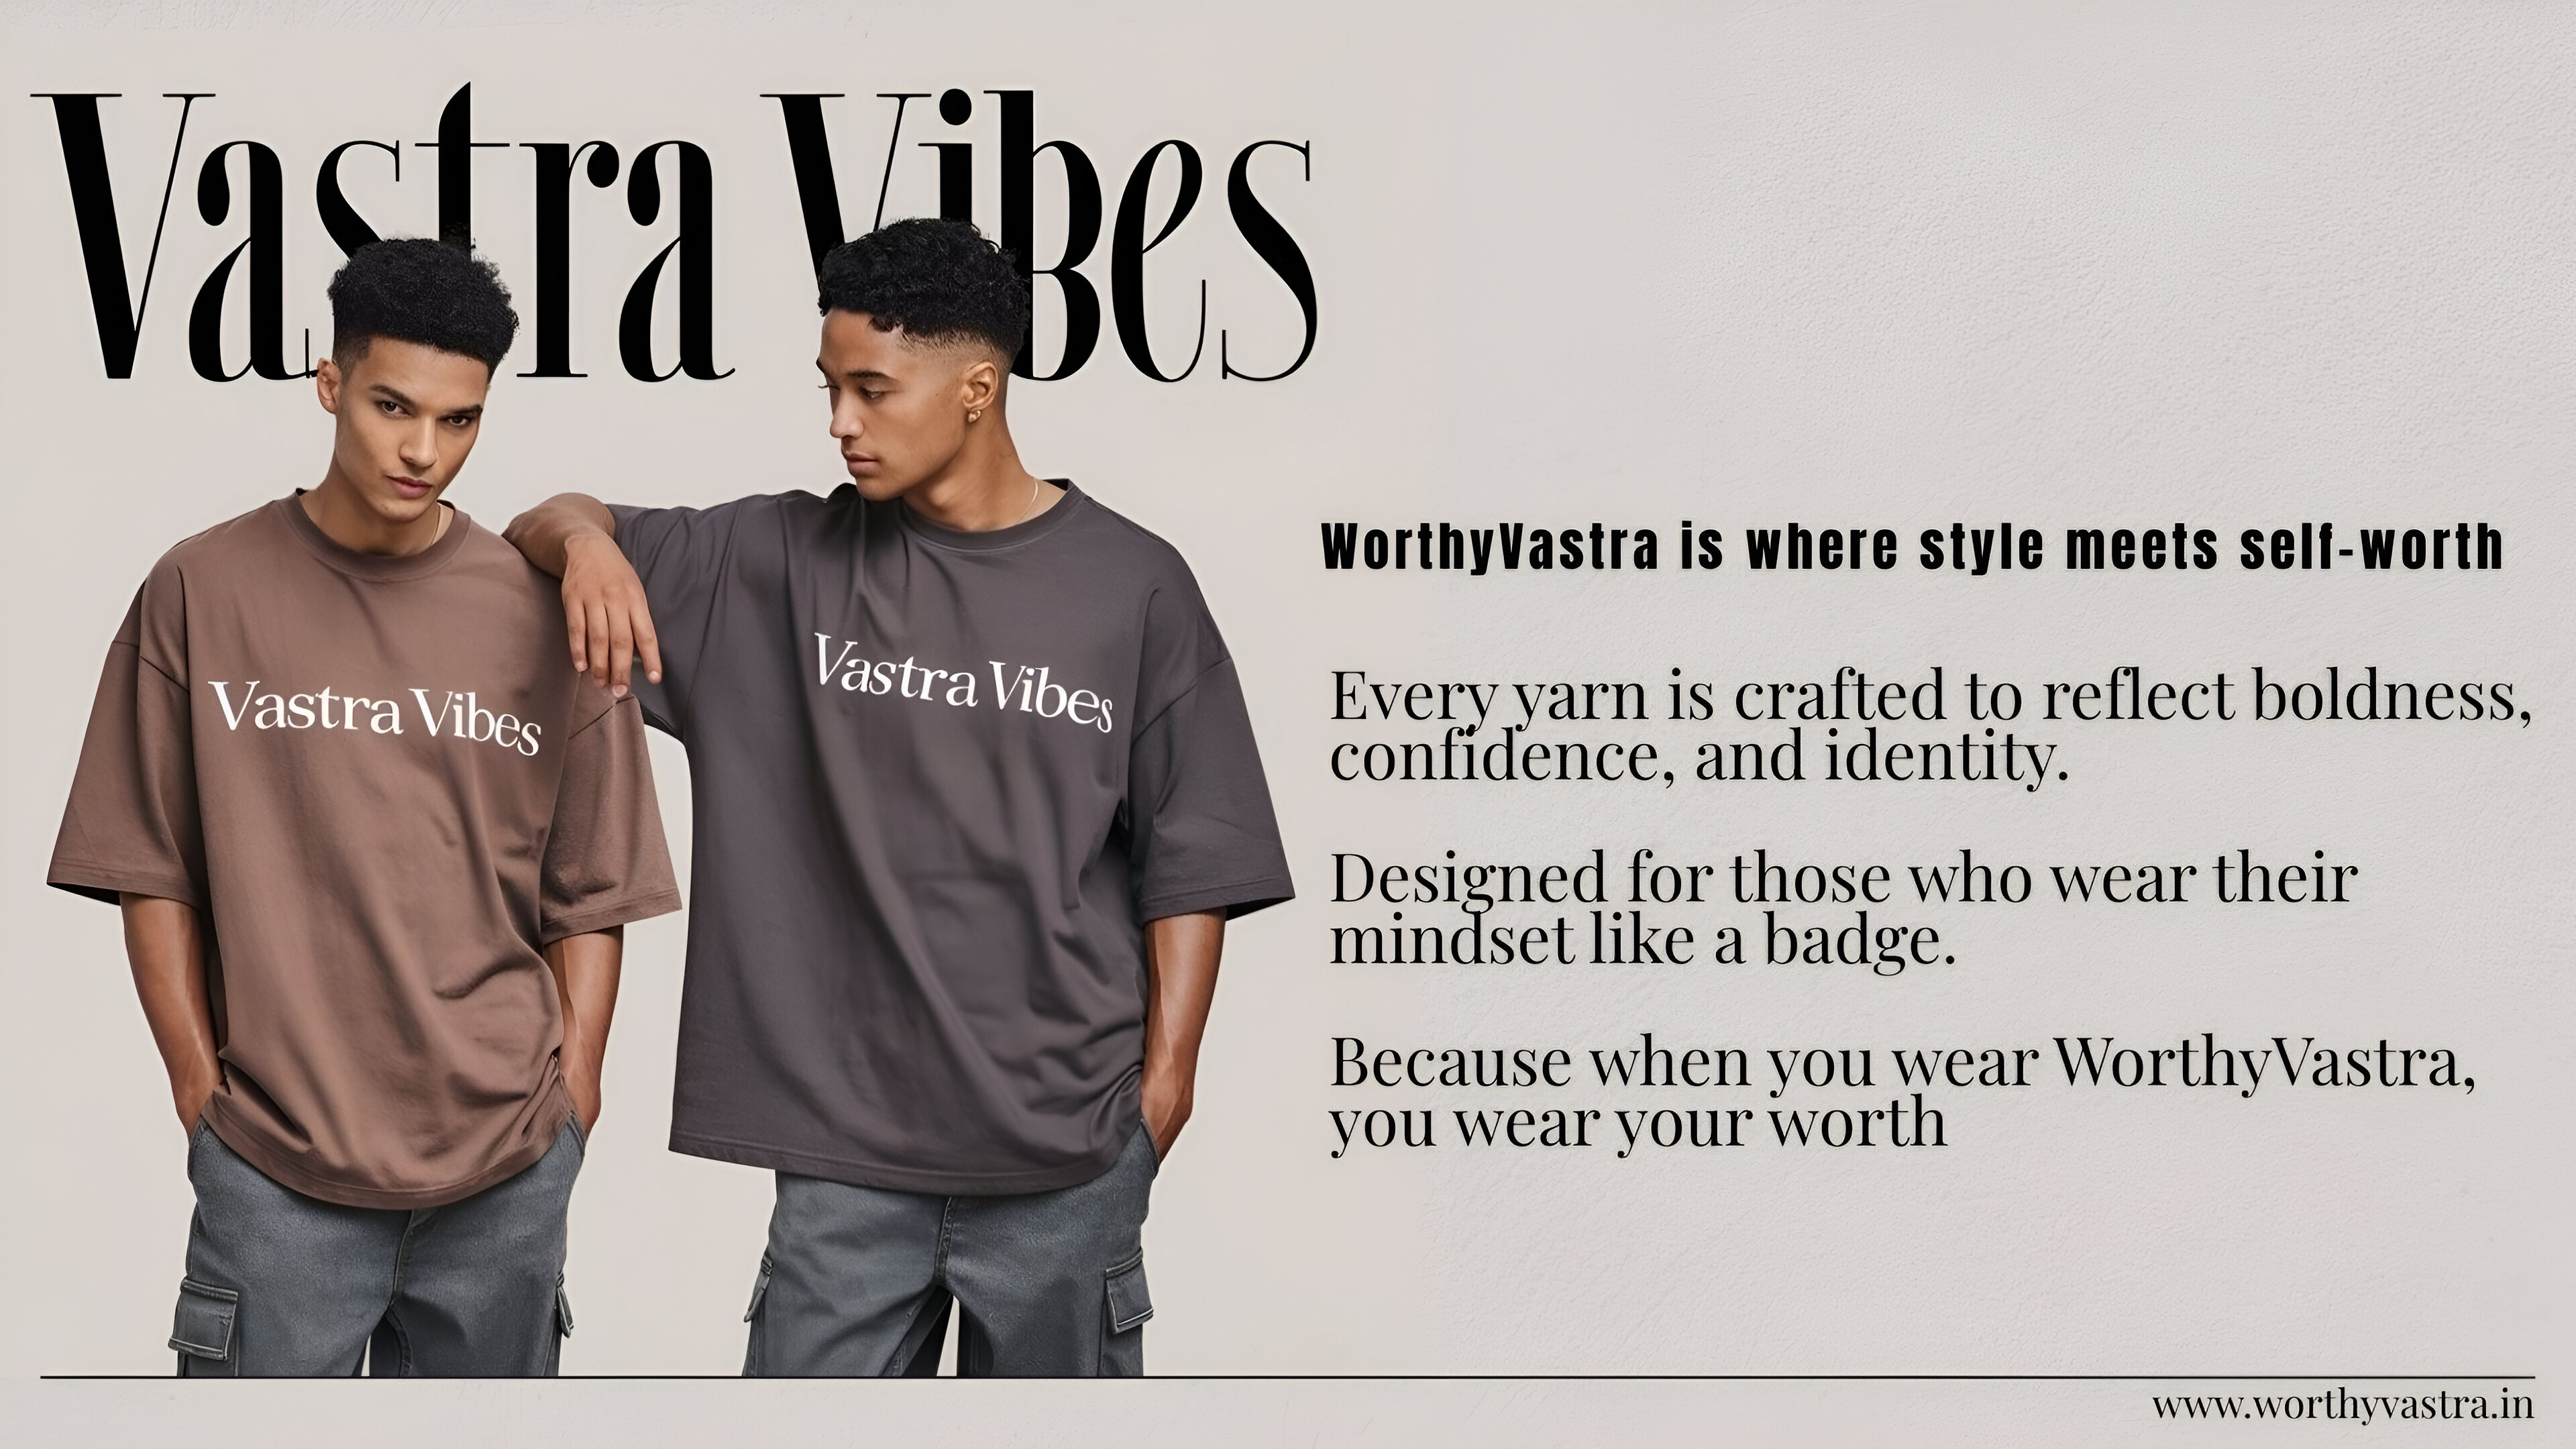 Vastra Vibes
Vastra Vibes
Vastra Vibes
WorthyVastra is where style meets self-worth
Every yarn is crafted to reflect boldness,
confidence, and identity.
Designed for those who wear their
mindset like a badge.
Because when you wear WorthyVastra,
you wear your worth
www.worthyvastra.in